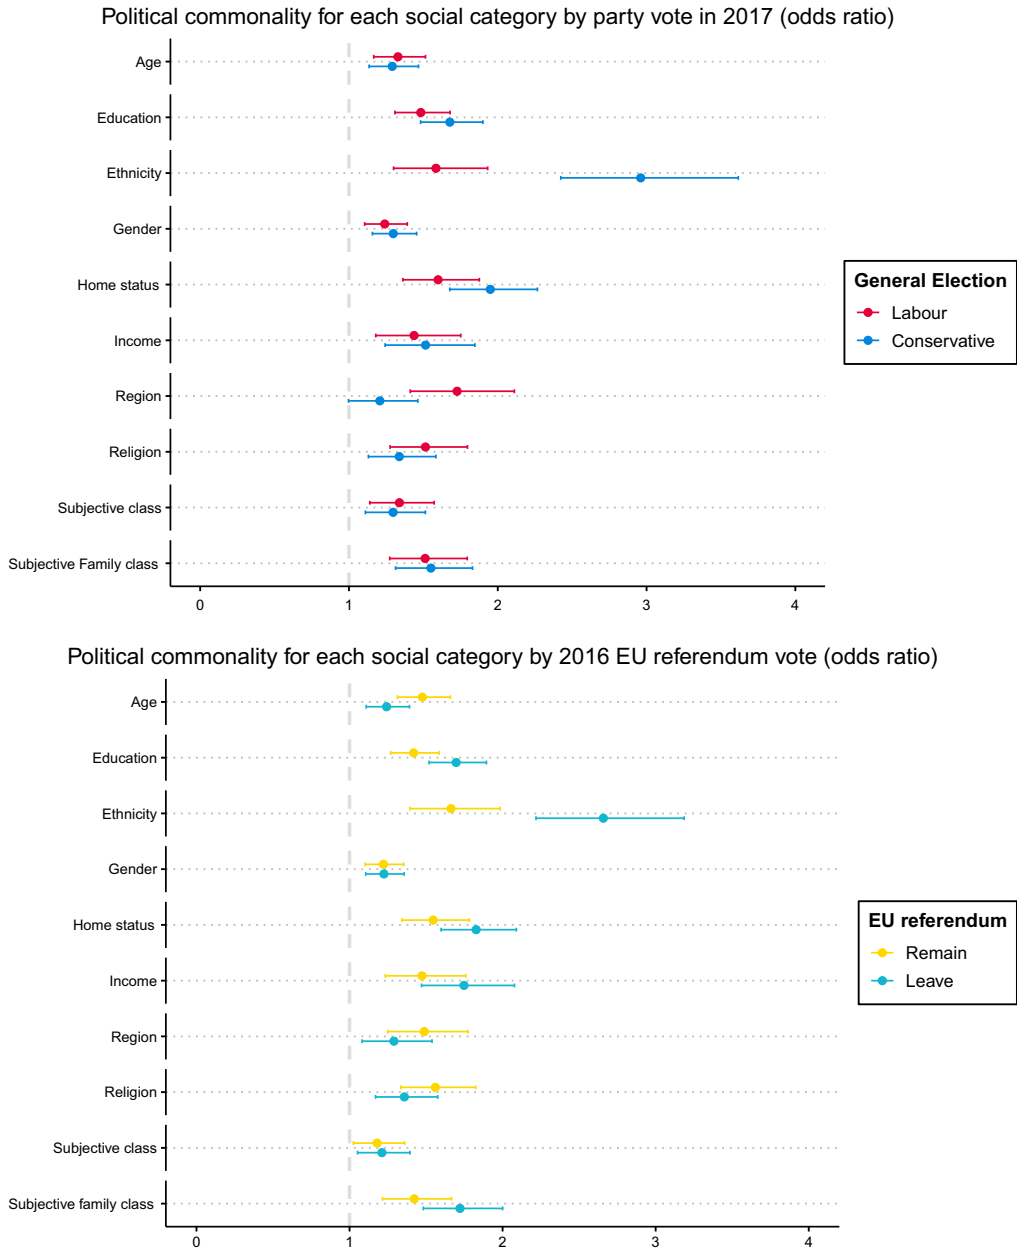 Political commonality for each social category by party vote in 2017 (odds ratio)
Age
Education
Ethnicity
Gender
Home status
Income
Region
Religion
Subjective class
Subjective Family class
0 1 2 3 4
General Election
Labour
Conservative
Political commonality for each social category by 2016 EU referendum vote (odds ratio)
Age
Education
Ethnicity
Gender
Home status
Income
Region
Religion
Subjective class
Subjective family class
0 1 2 3 4
EU referendum
Remain
Leave